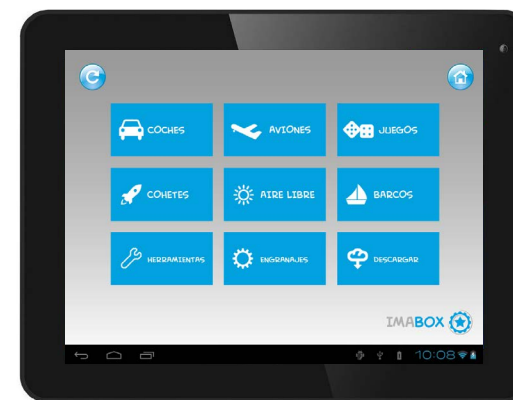 COCHES
AVIONES
JUEGOS
COHETES
AIRE LIBRE
BARCOS
HERRAMIENTAS
ENGRANAJES
DESCARGAR
IMABOX
10:08